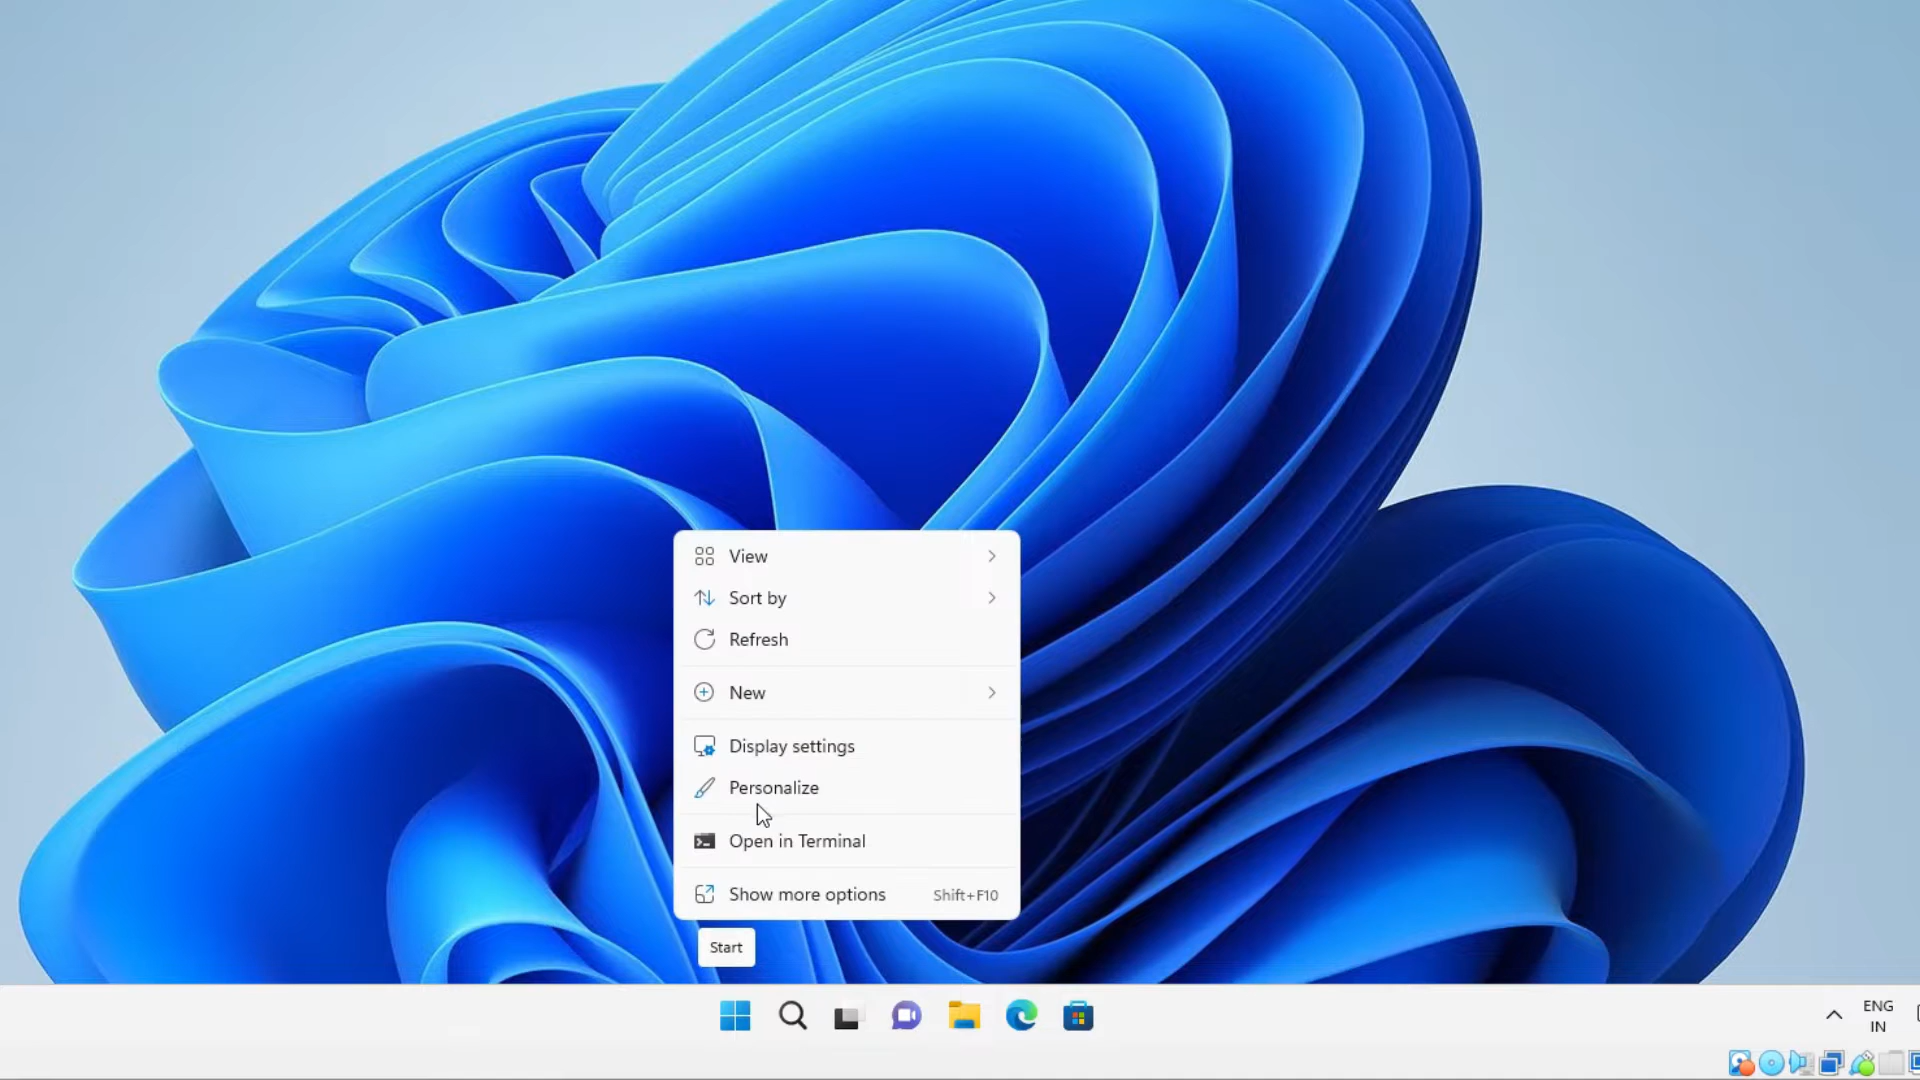 View
Sort by
Refresh
New
Display settings
Personalize
Open in Terminal
Show more options Shift+F10
Start
ENG
IN